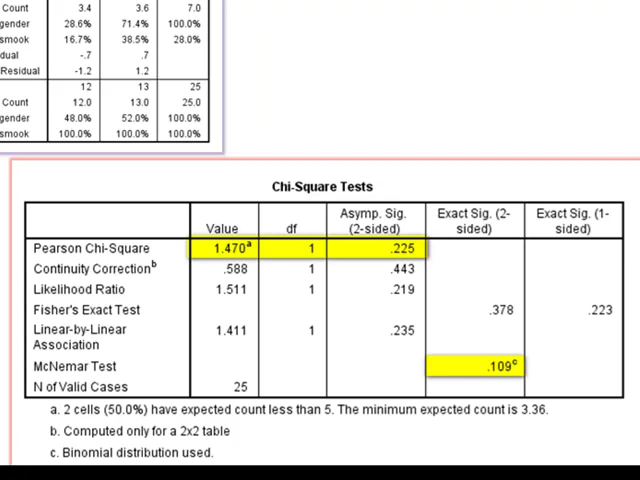 Count 3.4 3.6 7.0
gender 28.6% 71.4% 100.0%
smook 16.7% 38.5% 28.0%
dual -.7 .7
Residual -1.2 1.2
12 13 25
Count 12.0 13.0 25.0
gender 48.0% 52.0% 100.0%
smook 100.0% 100.0% 100.0%
Chi-Square Tests
Value df Asymp. Sig. (2-sided) Exact Sig. (2-sided) Exact Sig. (1-sided)
Pearson Chi-Square 1.470a 1 .225
Continuity Correctionb .588 1 .443
Likelihood Ratio 1.511 1 .219
Fisher's Exact Test .378 .223
Linear-by-Linear Association 1.411 1 .235
McNemar Test .109c
N of Valid Cases 25
a. 2 cells (50.0%) have expected count less than 5. The minimum expected count is 3.36.
b. Computed only for a 2x2 table
c. Binomial distribution used.